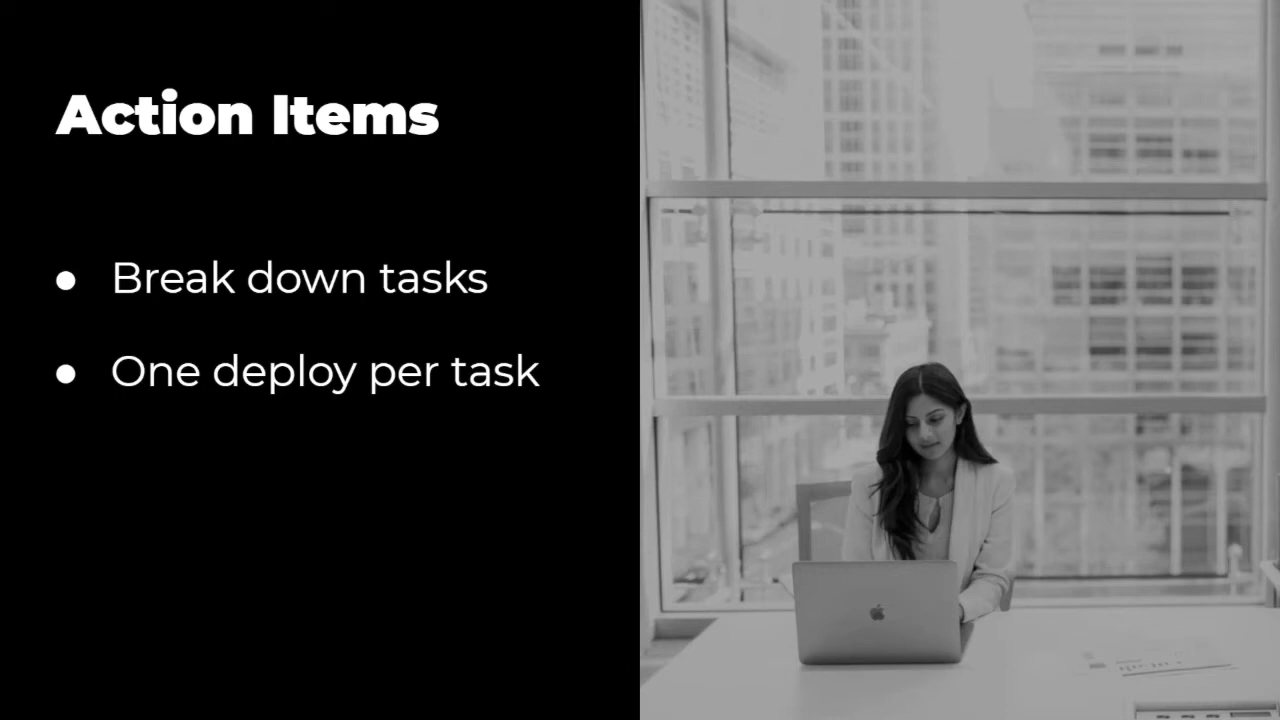 Action Items
● Break down tasks
● One deploy per task